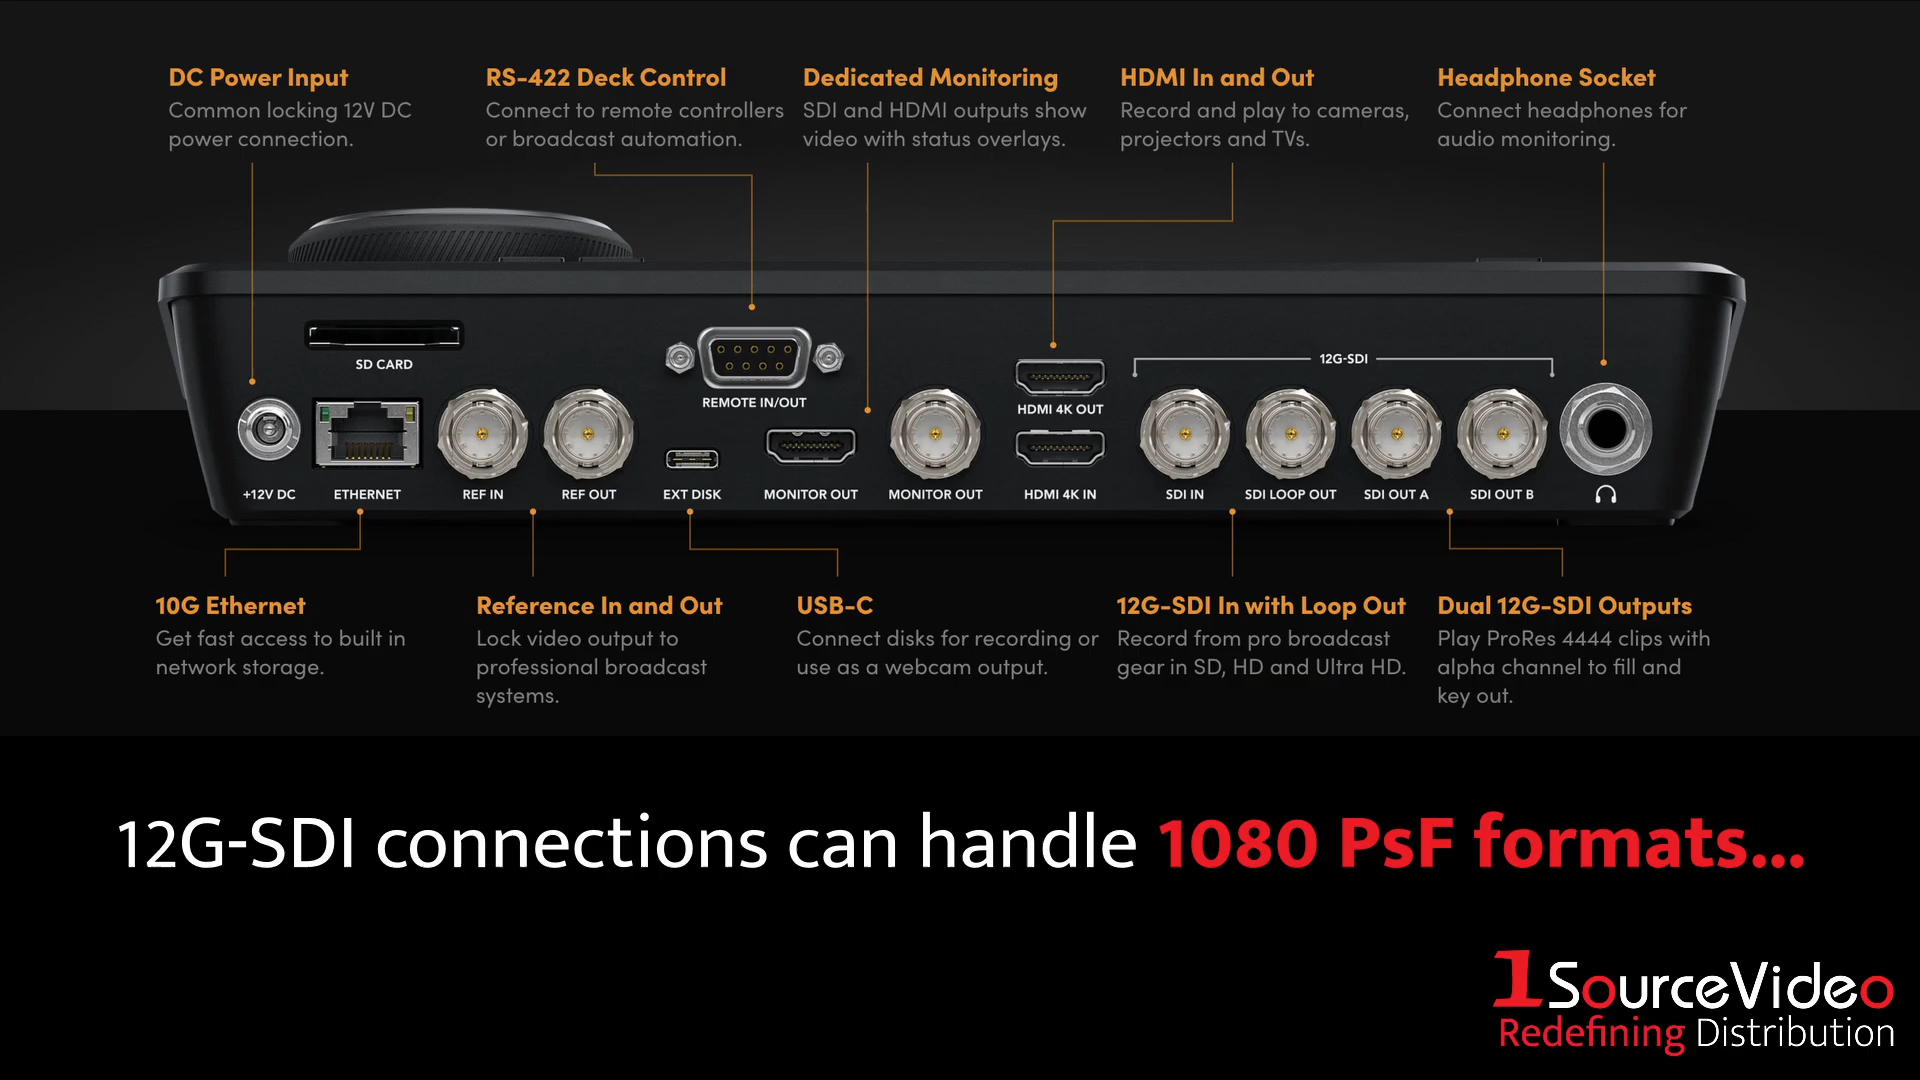 DC Power Input
Common locking 12V DC
power connection.
RS-422 Deck Control
Connect to remote controllers
or broadcast automation.
Dedicated Monitoring
SDI and HDMI outputs show
video with status overlays.
HDMI In and Out
Record and play to cameras,
projectors and TVs.
Headphone Socket
Connect headphones for
audio monitoring.
SD CARD
REMOTE IN/OUT
HDMI 4K OUT
12G-SDI
+12V DC
ETHERNET
REF IN
REF OUT
EXT DISK
MONITOR OUT
MONITOR OUT
HDMI 4K IN
SDI IN
SDI LOOP OUT
SDI OUT A
SDI OUT B
10G Ethernet
Get fast access to built in
network storage.
Reference In and Out
Lock video output to
professional broadcast
systems.
USB-C
Connect disks for recording or
use as a webcam output.
12G-SDI In with Loop Out
Record from pro broadcast
gear in SD, HD and Ultra HD.
Dual 12G-SDI Outputs
Play ProRes 4444 clips with
alpha channel to fill and
key out.
12G-SDI connections can handle 1080 PsF formats...
1SourceVideo
Redefining Distribution